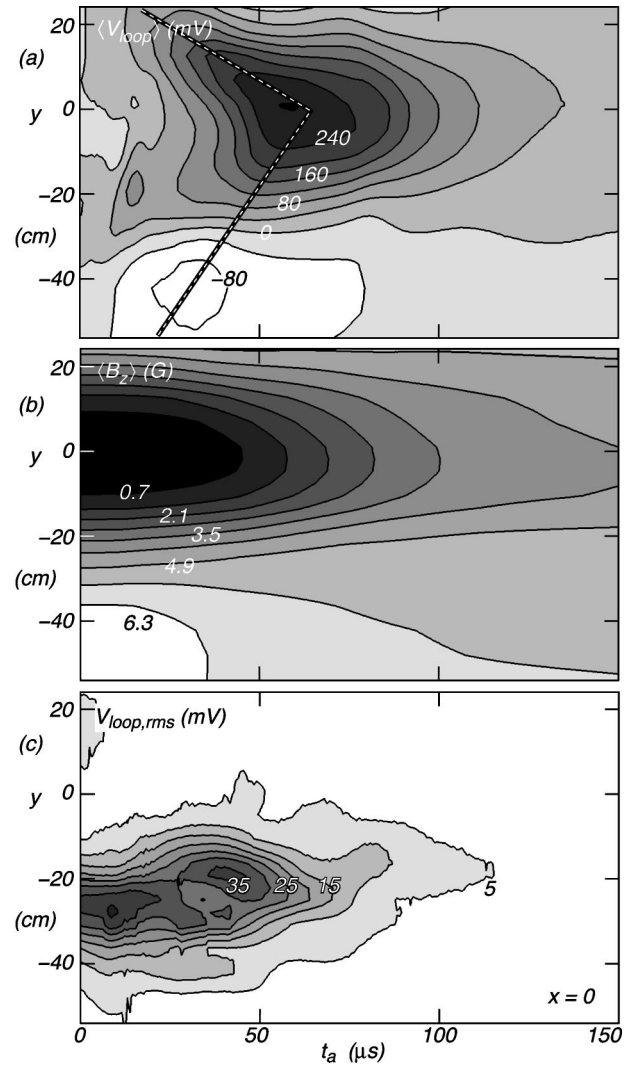 20
⟨V_loop⟩ (mV)
(a)
y 0
240
160
−20
80
(cm)
0
−40
−80
20
⟨B_z⟩ (G)
(b)
y 0
0.7
2.1
−20
3.5
4.9
(cm)
−40
6.3
20
V_loop,rms (mV)
(c)
y 0
−20
35 25 15 5
(cm)
−40
x = 0
0 50 100 150
t_a (μs)